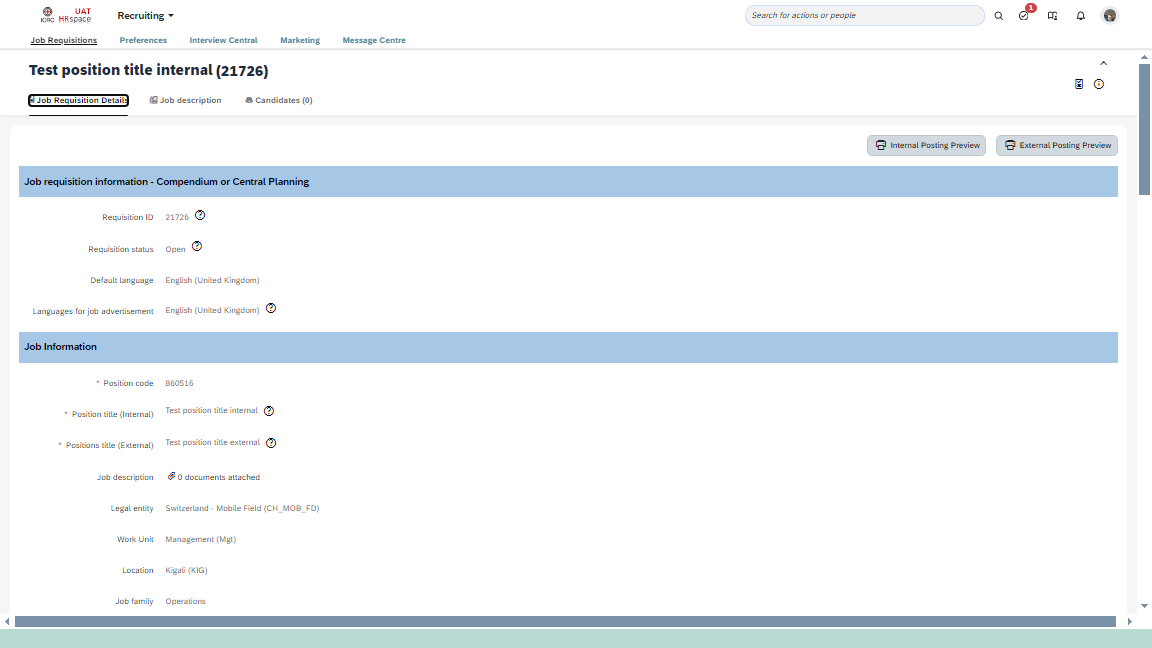 ICRC UAT HRspace
Recruiting
Search for actions or people
1
Job Requisitions Preferences Interview Central Marketing Message Centre
Test position title internal (21726)
Job Requisition Details Job description Candidates (0)
Internal Posting Preview External Posting Preview
Job requisition information - Compendium or Central Planning
Requisition ID 21726
Requisition status Open
Default language English (United Kingdom)
Languages for job advertisement English (United Kingdom)
Job Information
* Position code 860516
* Position title (Internal) Test position title internal
* Positions title (External) Test position title external
Job description 0 documents attached
Legal entity Switzerland - Mobile Field (CH_MOB_FD)
Work Unit Management (Mgt)
Location Kigali (KIG)
Job family Operations